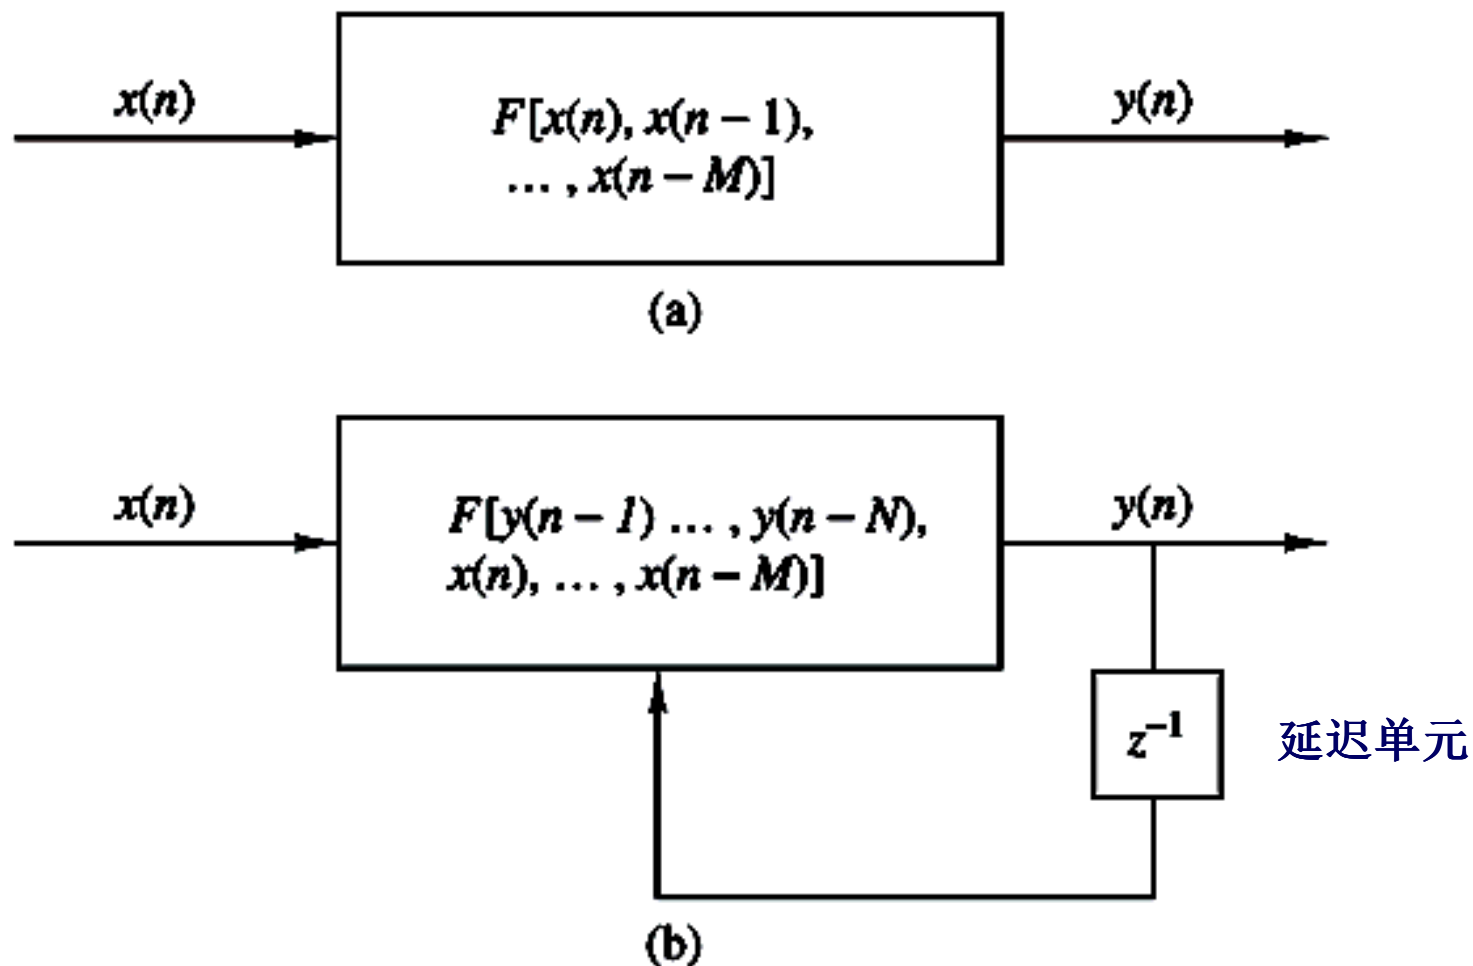 x(n)
F[x(n), x(n − 1),
… , x(n − M)]
y(n)
(a)
x(n)
F[y(n − 1) … , y(n − N),
x(n), … , x(n − M)]
y(n)
z⁻¹
延迟单元
(b)